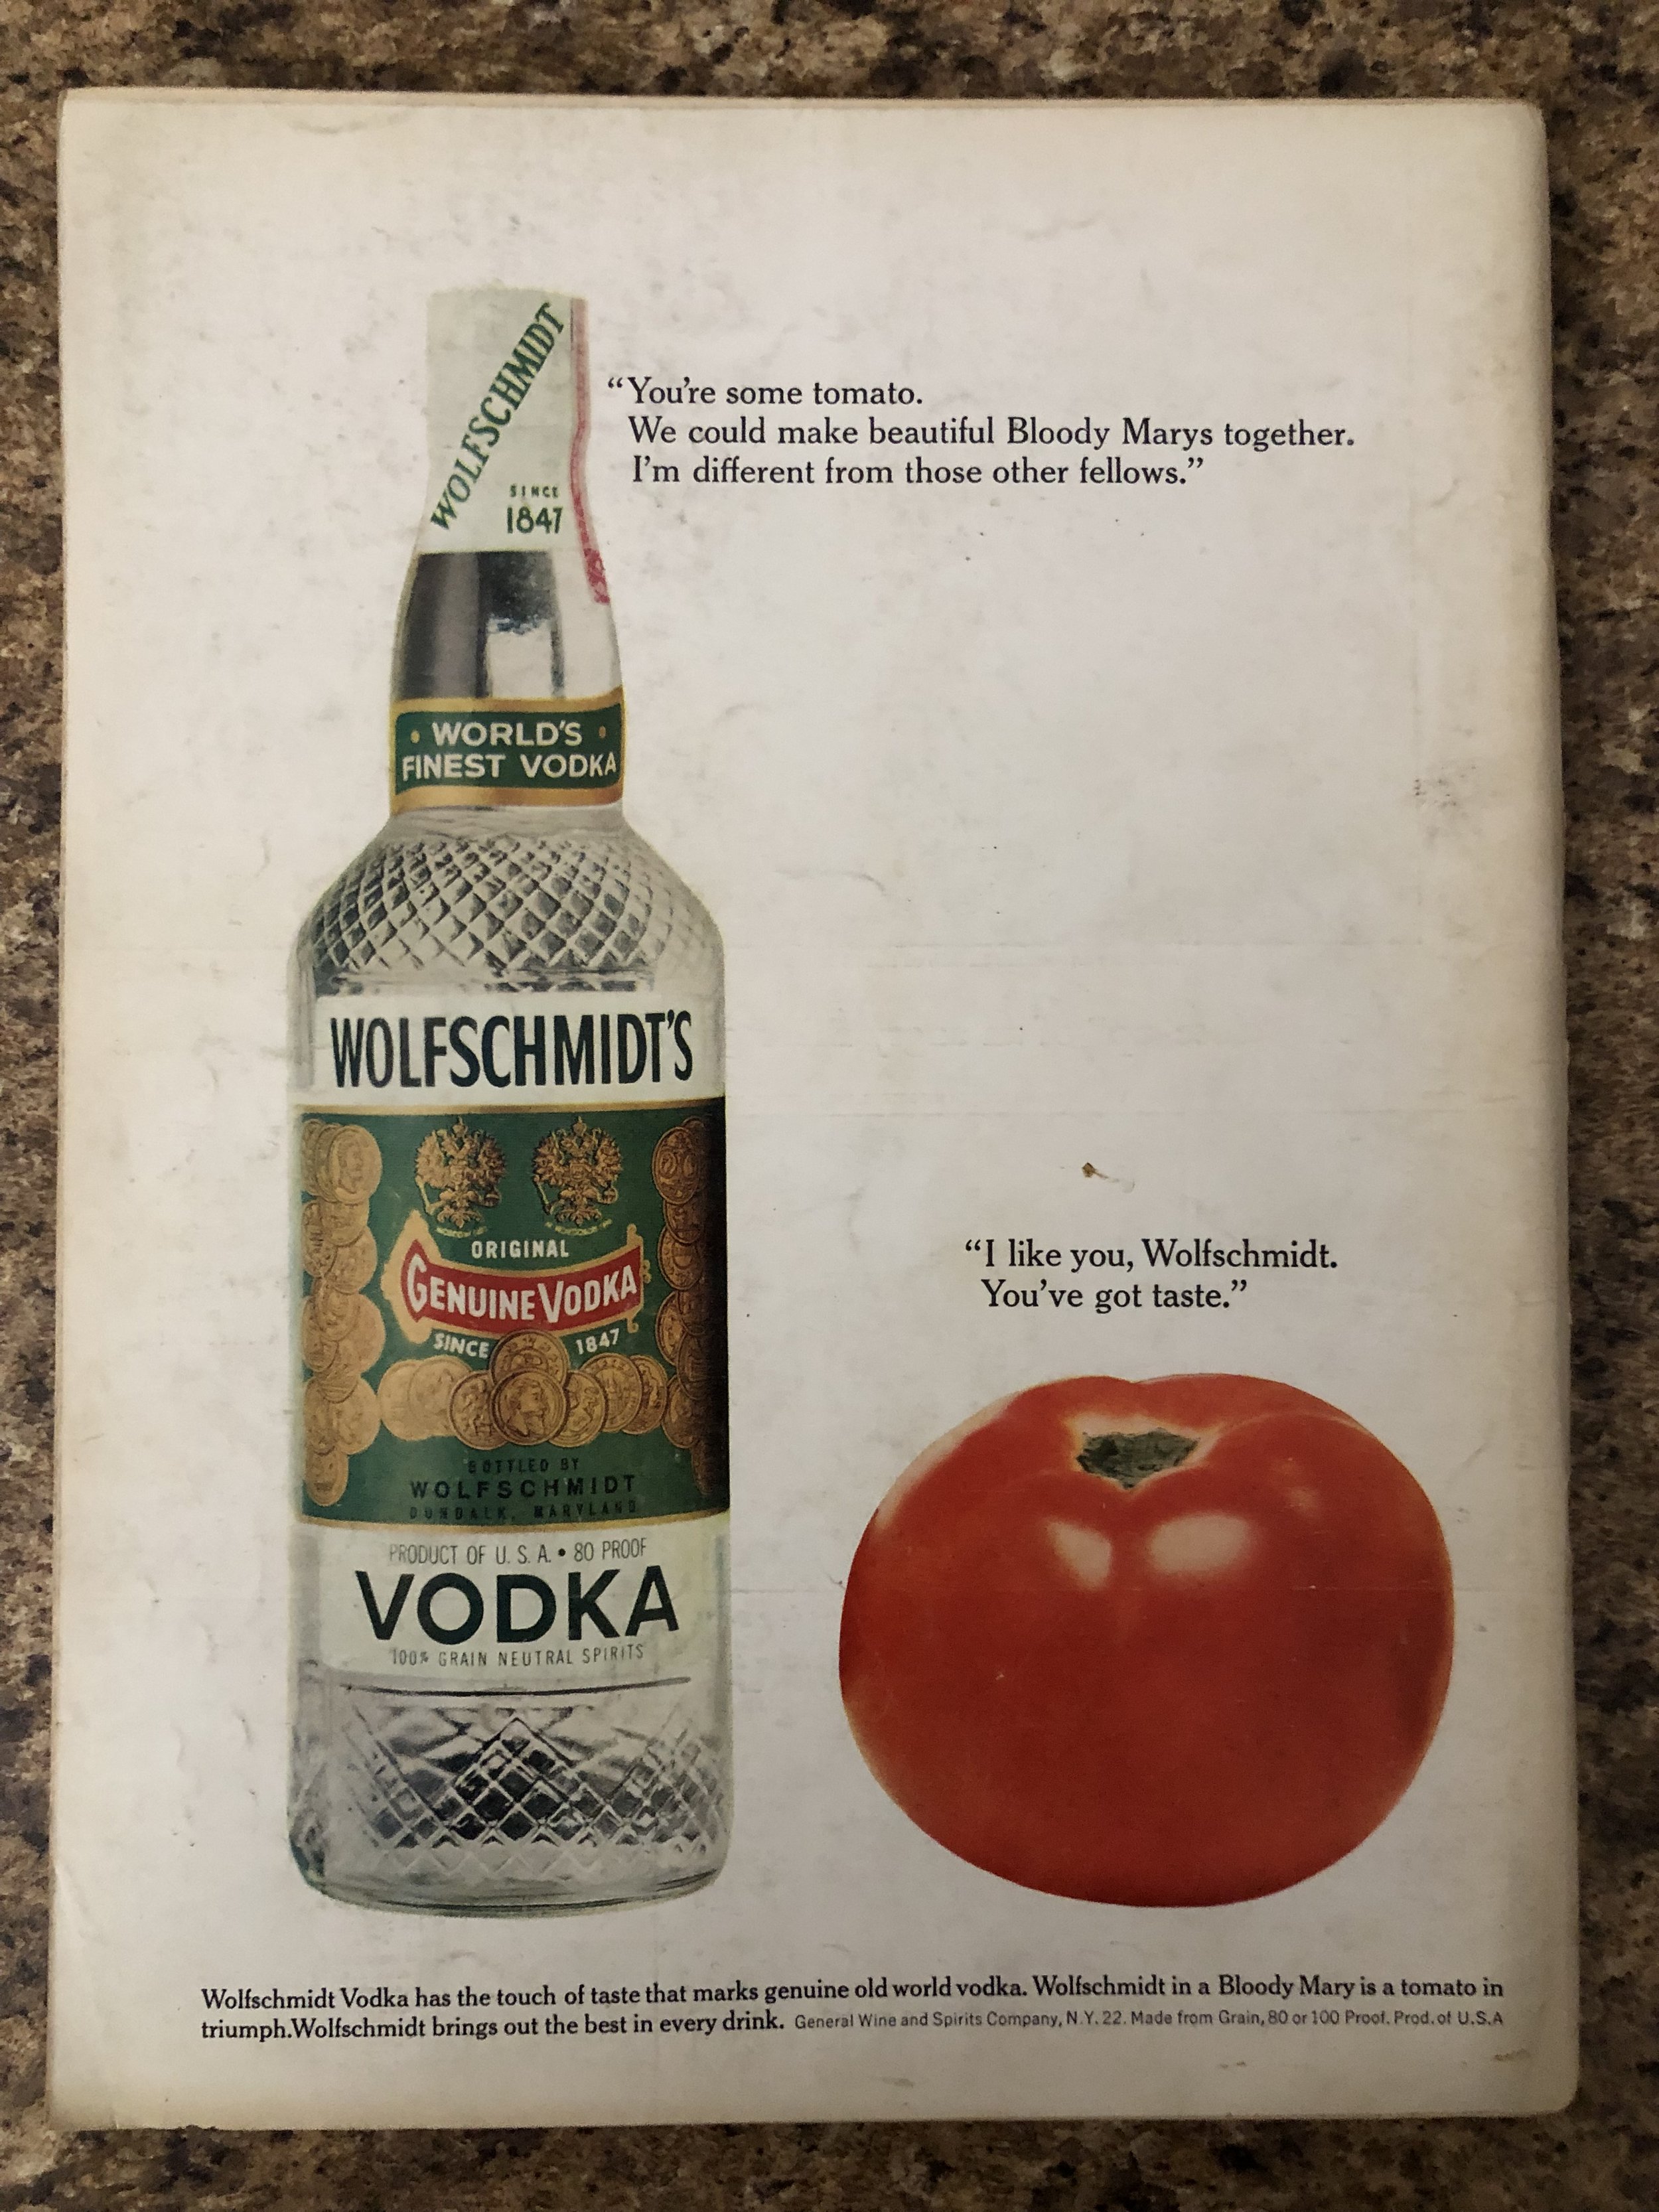 WOLFSCHMIDT
SINCE
1847
“You’re some tomato.
We could make beautiful Bloody Marys together.
I’m different from those other fellows.”
• WORLD’S •
FINEST VODKA
WOLFSCHMIDT’S
ORIGINAL
GENUINE VODKA
SINCE 1847
BOTTLED BY
WOLFSCHMIDT
DUNDALK, MARYLAND
PRODUCT OF U. S. A. • 80 PROOF
VODKA
100% GRAIN NEUTRAL SPIRITS
“I like you, Wolfschmidt.
You’ve got taste.”
Wolfschmidt Vodka has the touch of taste that marks genuine old world vodka. Wolfschmidt in a Bloody Mary is a tomato in
triumph.Wolfschmidt brings out the best in every drink. General Wine and Spirits Company, N.Y. 22. Made from Grain, 80 or 100 Proof. Prod. of U.S.A